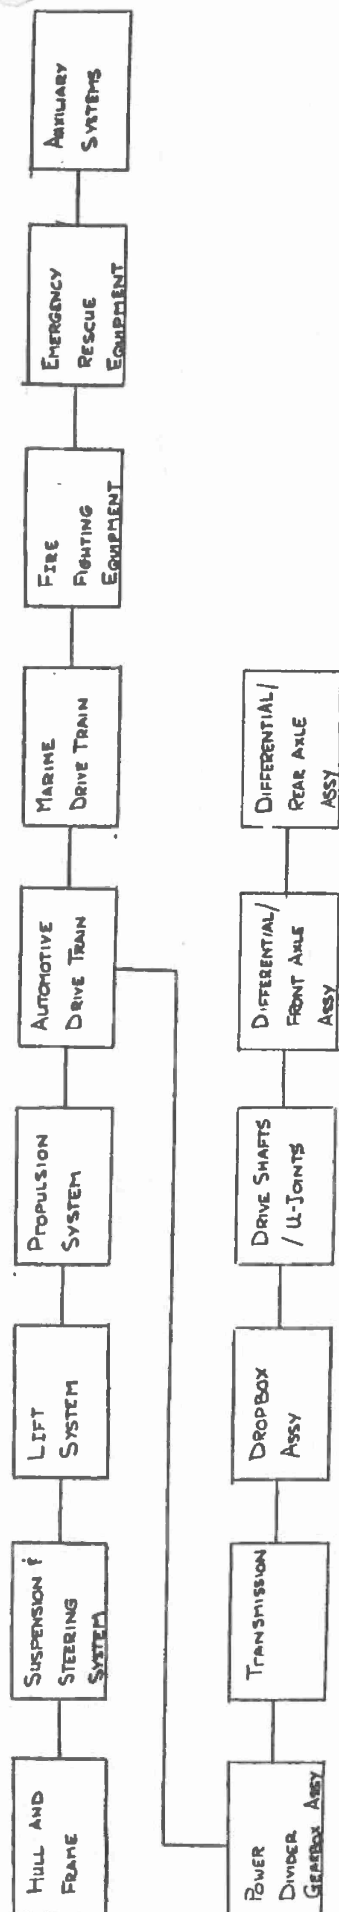 HULL AND
FRAME
SUSPENSION &
STEERING
SYSTEM
LIFT
SYSTEM
PROPULSION
SYSTEM
AUTOMOTIVE
DRIVE TRAIN
MARINE
DRIVE TRAIN
FIRE
FIGHTING
EQUIPMENT
EMERGENCY
RESCUE
EQUIPMENT
AUXILIARY
SYSTEMS
POWER
DIVIDER
GEARBOX ASSY
TRANSMISSION
DROPBOX
ASSY
DRIVE SHAFTS
/ U-JOINTS
DIFFERENTIAL/
FRONT AXLE
ASSY
DIFFERENTIAL/
REAR AXLE
ASSY